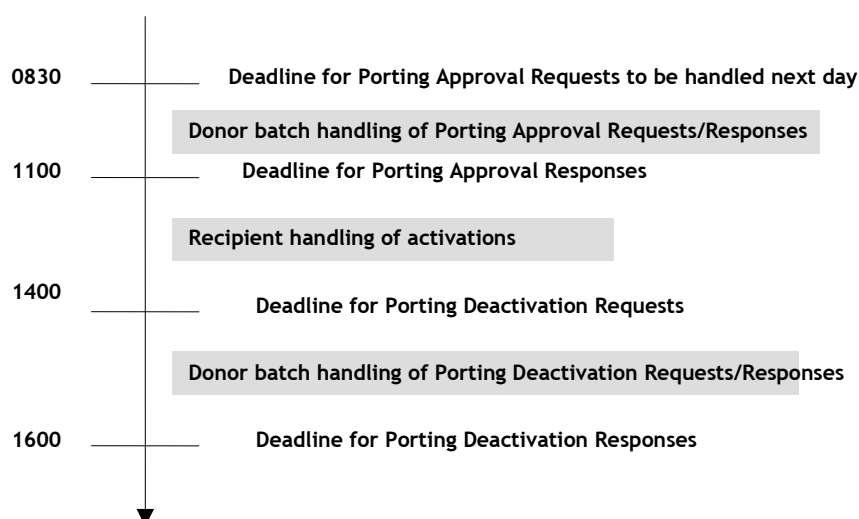 0830 Deadline for Porting Approval Requests to be handled next day
Donor batch handling of Porting Approval Requests/Responses
1100 Deadline for Porting Approval Responses
Recipient handling of activations
1400 Deadline for Porting Deactivation Requests
Donor batch handling of Porting Deactivation Requests/Responses
1600 Deadline for Porting Deactivation Responses